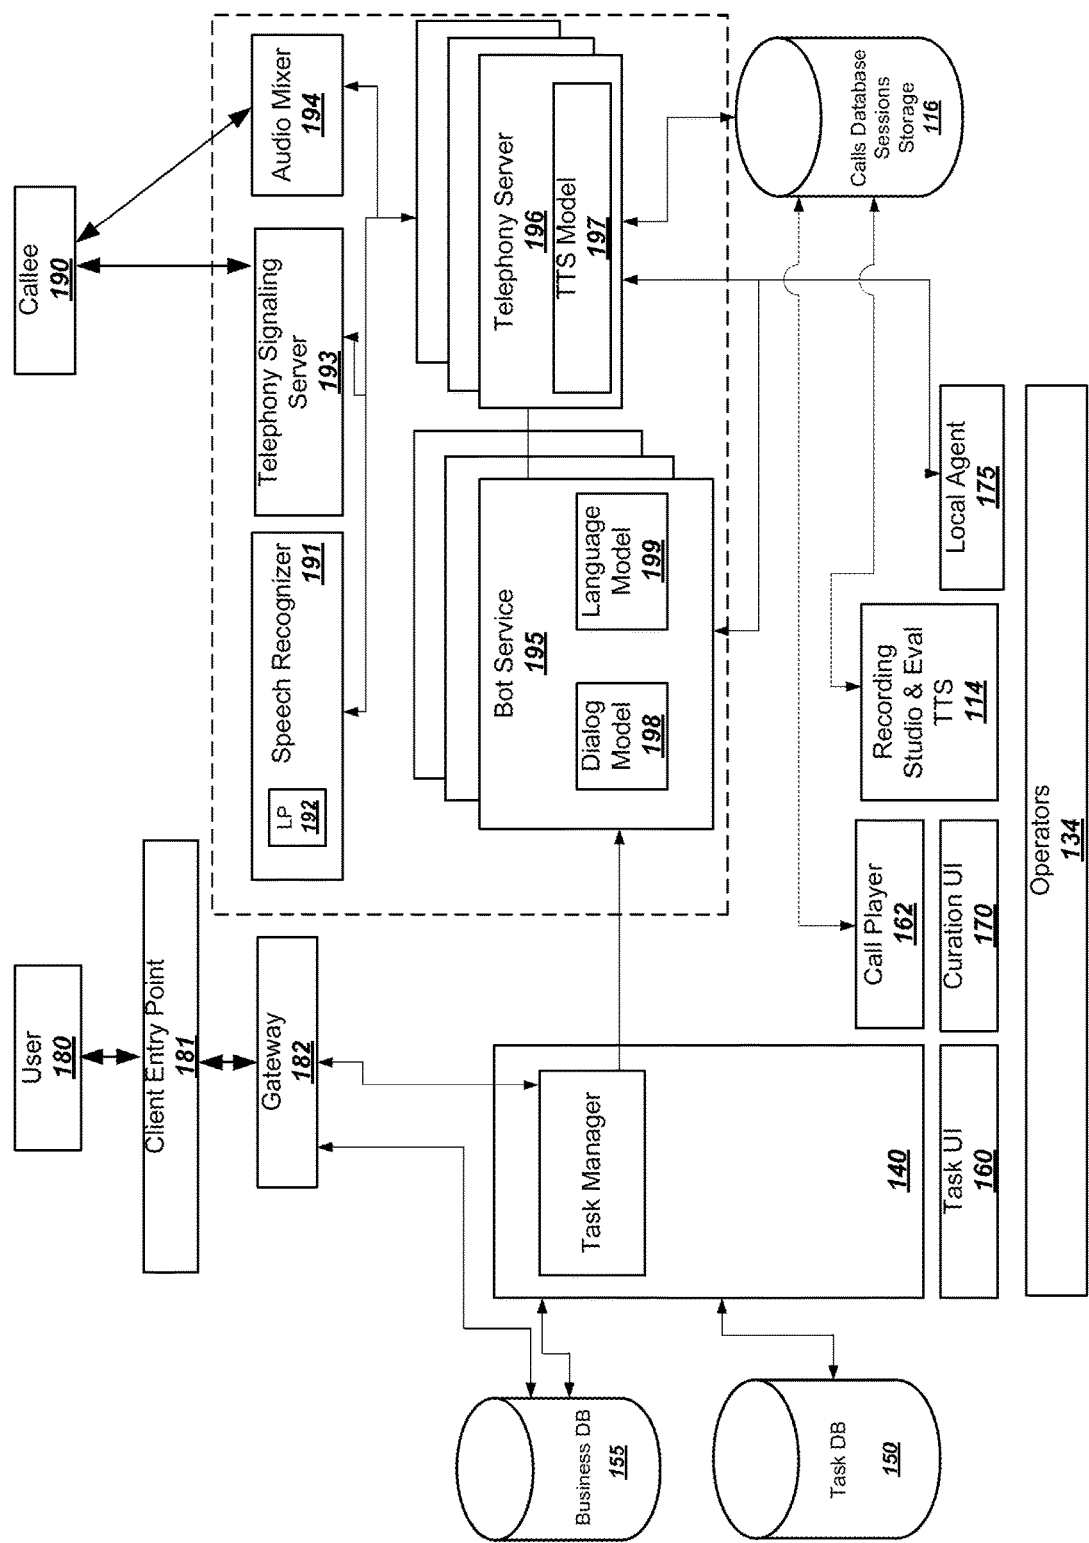 User
180
Callee
190
Client Entry Point
181
Gateway
182
LP
192
Speech Recognizer
191
Telephony Signaling
Server
193
Audio Mixer
194
Business DB
155
Task Manager
140
Bot Service
195
Dialog
Model
198
Language
Model
199
Telephony Server
196
TTS Model
197
Task DB
150
Calls Database
Sessions
Storage
116
Task UI
160
Call Player
162
Curation UI
170
Recording
Studio & Eval
TTS
114
Local Agent
175
Operators
134